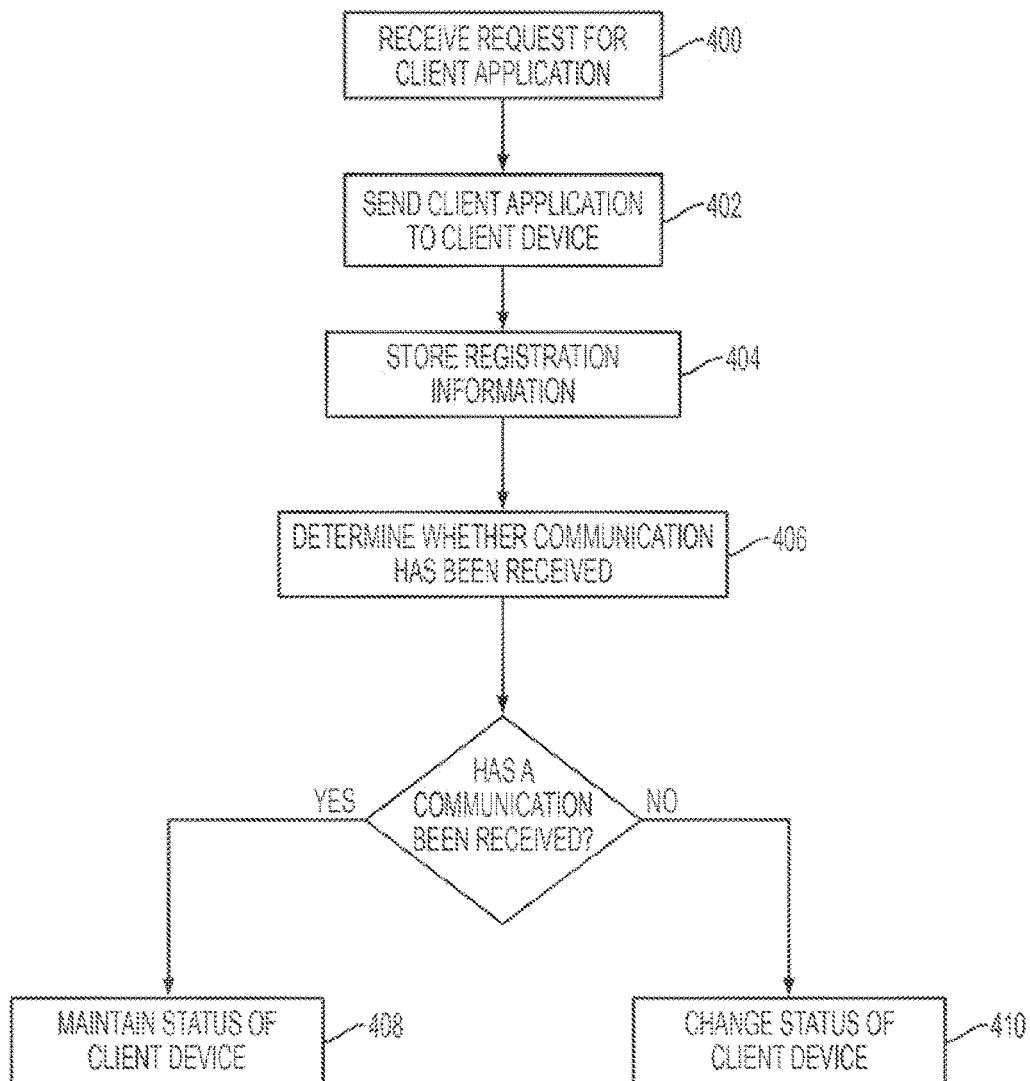 RECEIVE REQUEST FOR
CLIENT APPLICATION
400
SEND CLIENT APPLICATION
TO CLIENT DEVICE
402
STORE REGISTRATION
INFORMATION
404
DETERMINE WHETHER COMMUNICATION
HAS BEEN RECEIVED
406
HAS A
COMMUNICATION
BEEN RECEIVED?
YES
NO
MAINTAIN STATUS OF
CLIENT DEVICE
408
CHANGE STATUS OF
CLIENT DEVICE
410